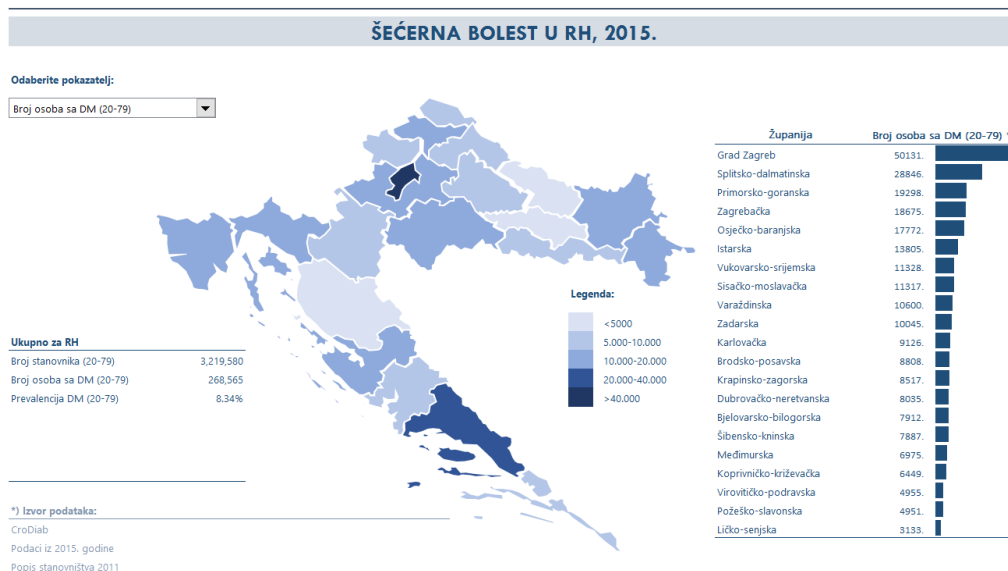 ŠEĆERNA BOLEST U RH, 2015.
Odaberite pokazatelj:
Broj osoba sa DM (20-79)
Županija Broj osoba sa DM (20-79)
Grad Zagreb 50131.
Splitsko-dalmatinska 28846.
Primorsko-goranska 19298.
Zagrebačka 18675.
Osječko-baranjska 17772.
Istarska 13805.
Vukovarsko-srijemska 11328.
Sisačko-moslavačka 11317.
Varaždinska 10600.
Zadarska 10045.
Karlovačka 9126.
Brodsko-posavska 8808.
Krapinsko-zagorska 8517.
Dubrovačko-neretvanska 8035.
Bjelovarsko-bilogorska 7912.
Šibensko-kninska 7887.
Međimurska 6975.
Koprivničko-križevačka 6449.
Virovitičko-podravska 4955.
Požeško-slavonska 4951.
Ličko-senjska 3133.
Legenda:
<5000
5.000-10.000
10.000-20.000
20.000-40.000
>40.000
Ukupno za RH
Broj stanovnika (20-79) 3,219,580
Broj osoba sa DM (20-79) 268,565
Prevalencija DM (20-79) 8.34%
*) Izvor podataka:
CroDiab
Podaci iz 2015. godine
Popis stanovništva 2011